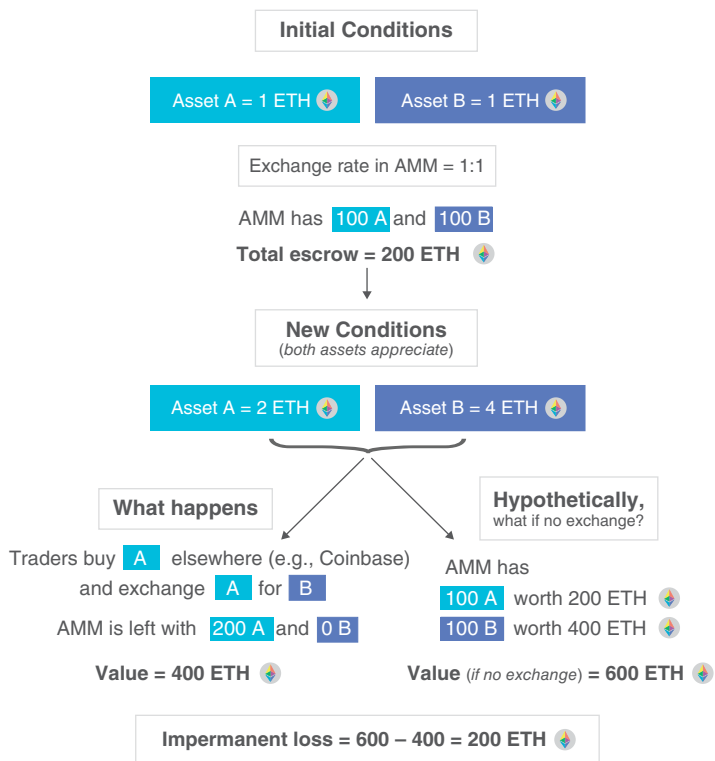 Initial Conditions
Asset A = 1 ETH
Asset B = 1 ETH
Exchange rate in AMM = 1:1
AMM has 100 A and 100 B
Total escrow = 200 ETH
New Conditions
(both assets appreciate)
Asset A = 2 ETH
Asset B = 4 ETH
What happens
Traders buy A elsewhere (e.g., Coinbase)
and exchange A for B
AMM is left with 200 A and 0 B
Value = 400 ETH
Hypothetically,
what if no exchange?
AMM has
100 A worth 200 ETH
100 B worth 400 ETH
Value (if no exchange) = 600 ETH
Impermanent loss = 600 – 400 = 200 ETH